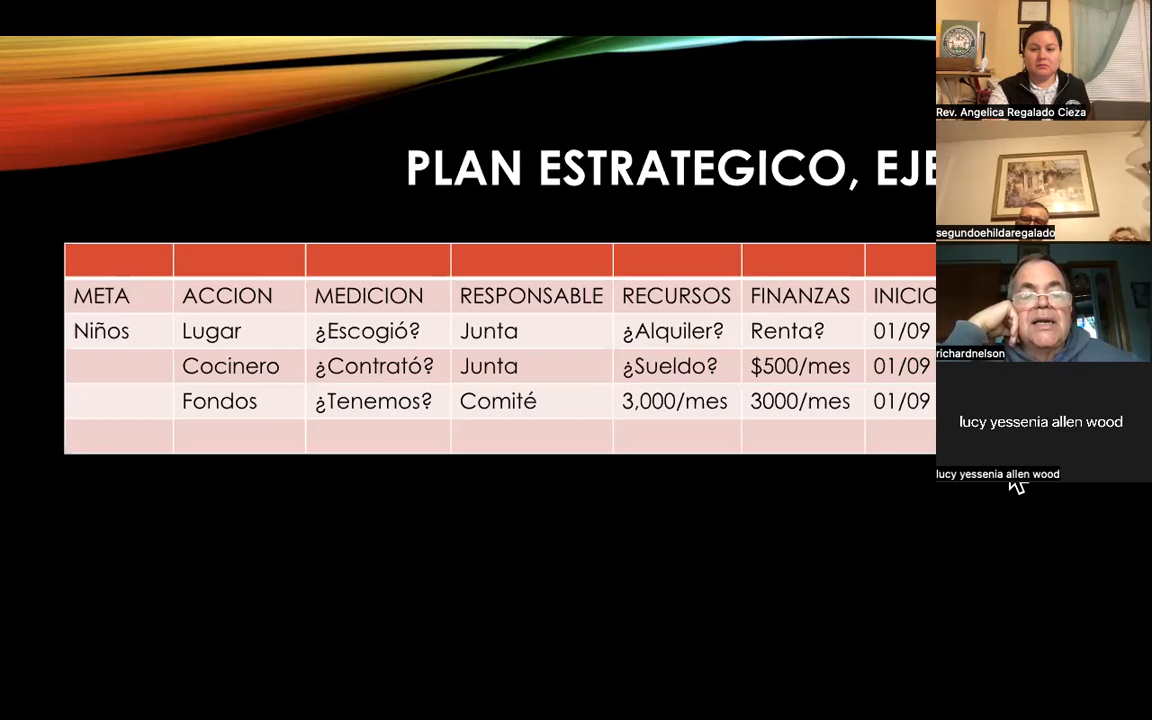 PLAN ESTRATEGICO, EJE
META ACCION MEDICION RESPONSABLE RECURSOS FINANZAS INICIO
Niños Lugar ¿Escogió? Junta ¿Alquiler? Renta? 01/09
Cocinero ¿Contrató? Junta ¿Sueldo? $500/mes 01/09
Fondos ¿Tenemos? Comité 3,000/mes 3000/mes 01/09
Rev. Angelica Regalado Cieza
segundoehildaregalado
richardnelson
lucy yessenia allen wood
lucy yessenia allen wood